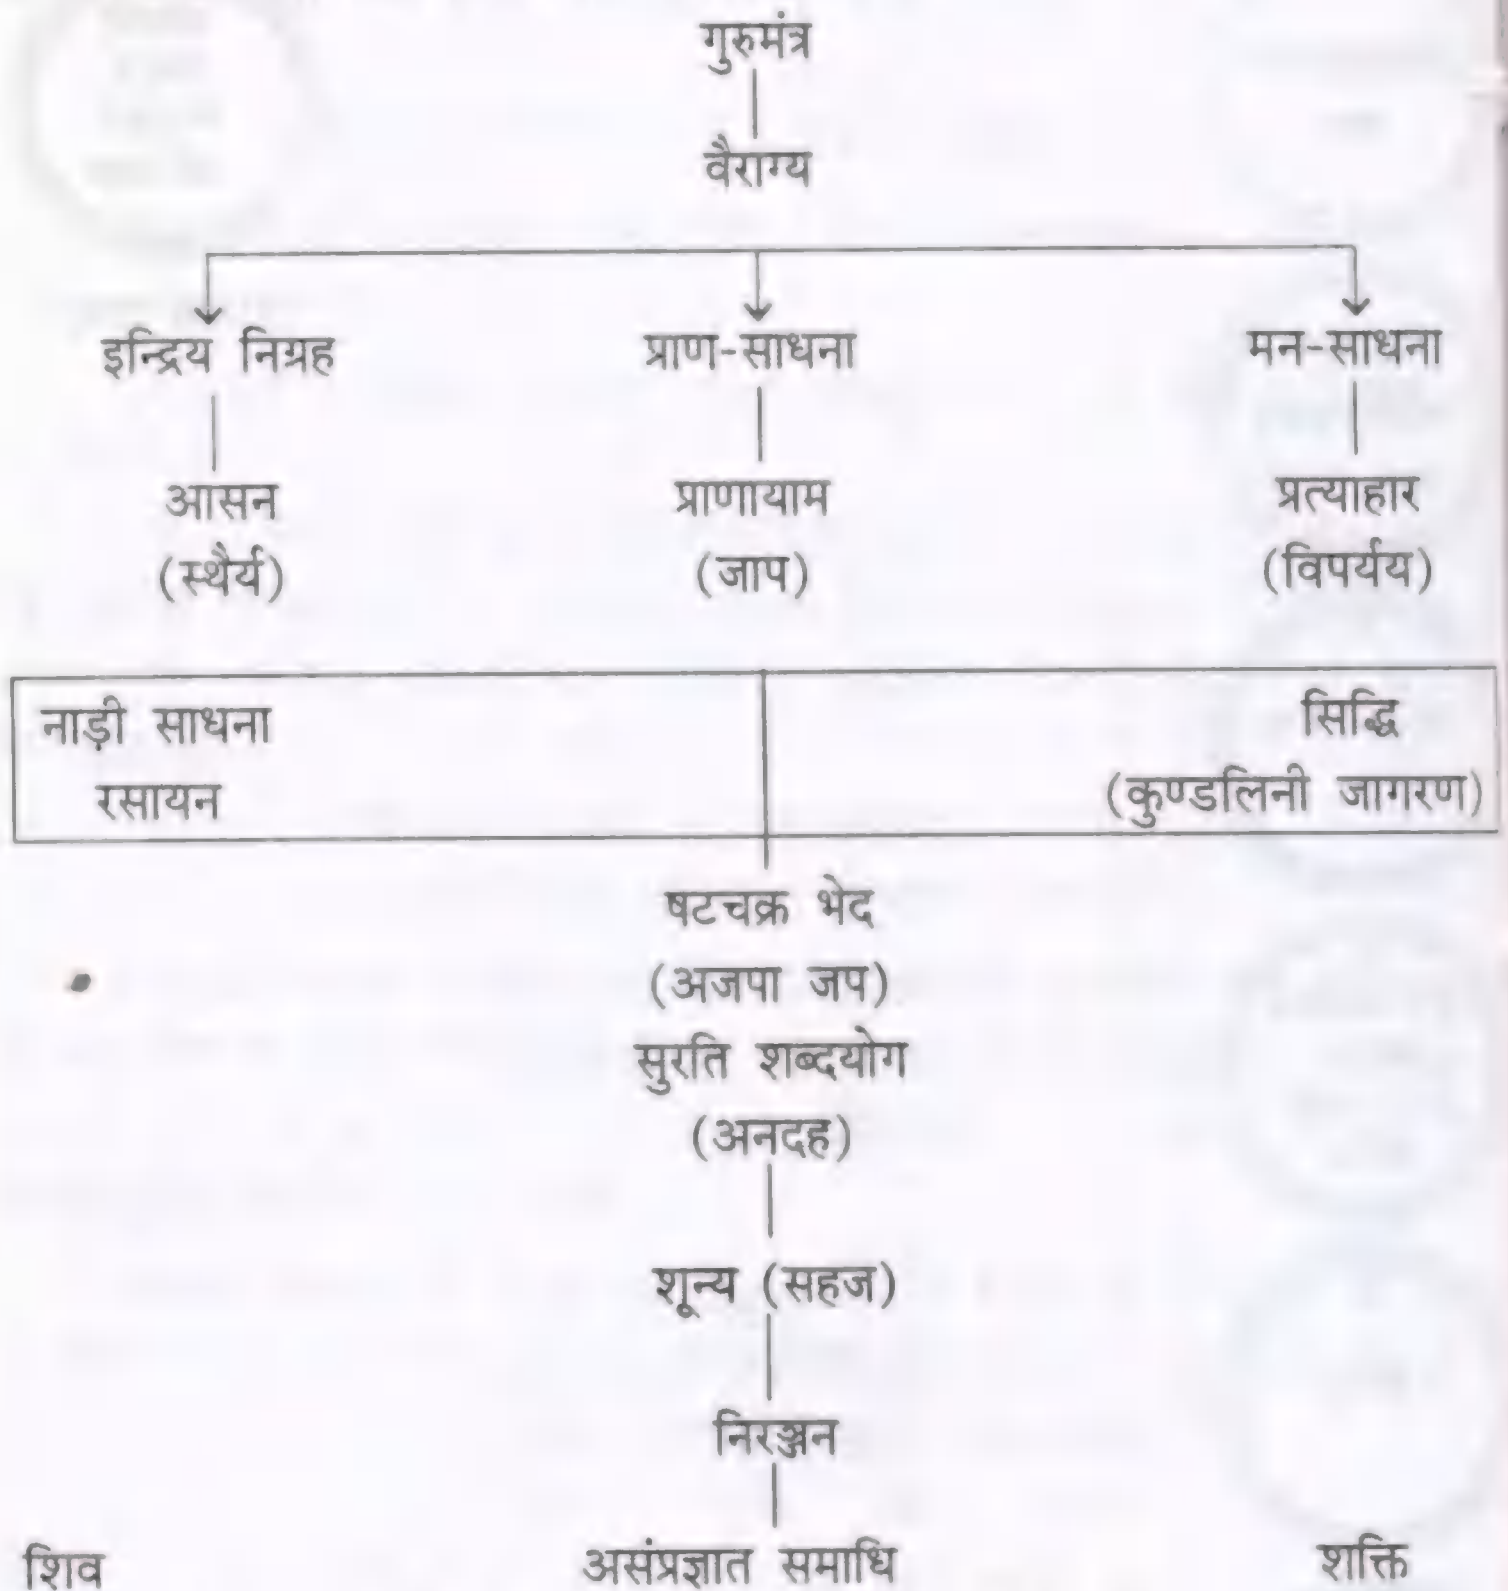 गुरुमंत्र
वैराग्य
इन्द्रिय निग्रह प्राण-साधना मन-साधना
आसन प्राणायाम प्रत्याहार
(स्थैर्य) (जाप) (विपर्यय)
नाड़ी साधना सिद्धि
रसायन (कुण्डलिनी जागरण)
षटचक्र भेद
(अजपा जप)
सुरति शब्दयोग
(अनदह)
शून्य (सहज)
निरञ्जन
शिव असंप्रज्ञात समाधि शक्ति